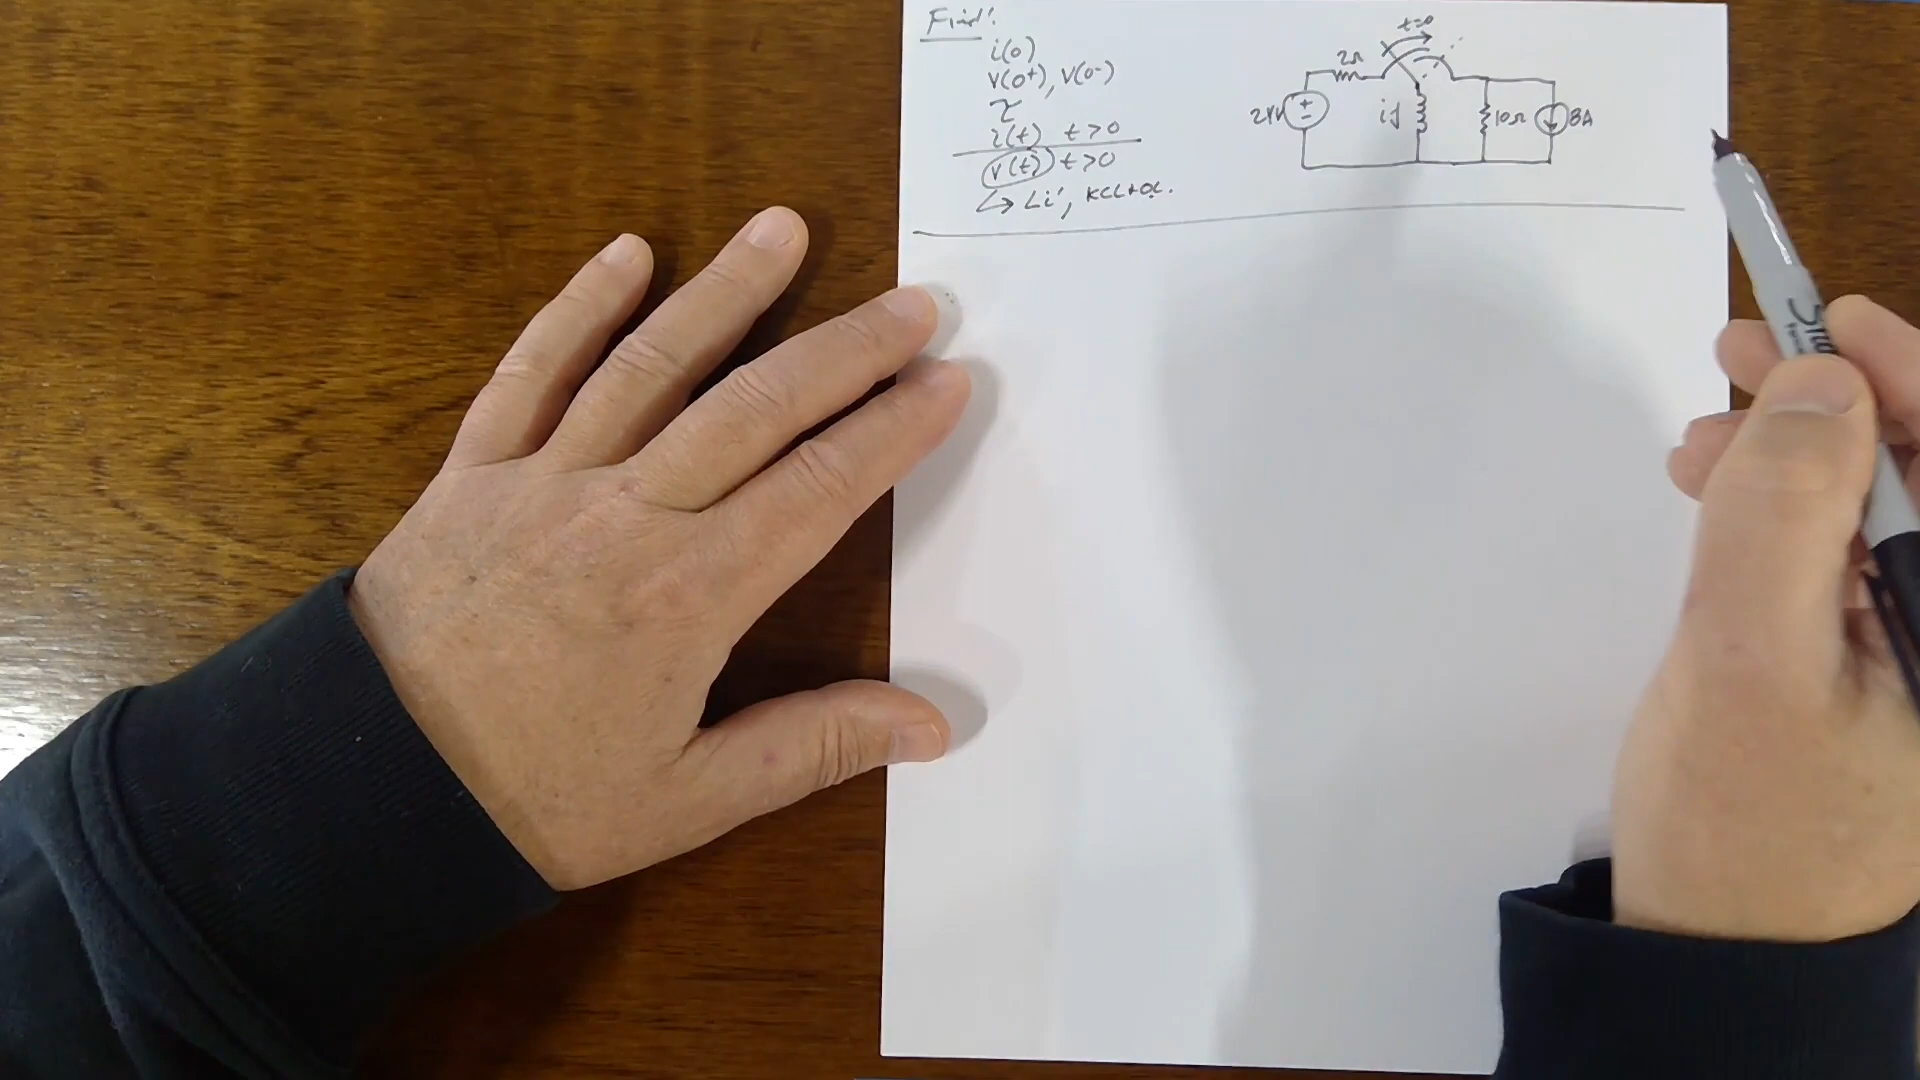 Find:
i(0)
v(0+), v(0-)
τ
i(t) t>0
v(t) t>0
↳ Li', KCL+Ω
t=0
2Ω
24V
+
-
i
10Ω
8A